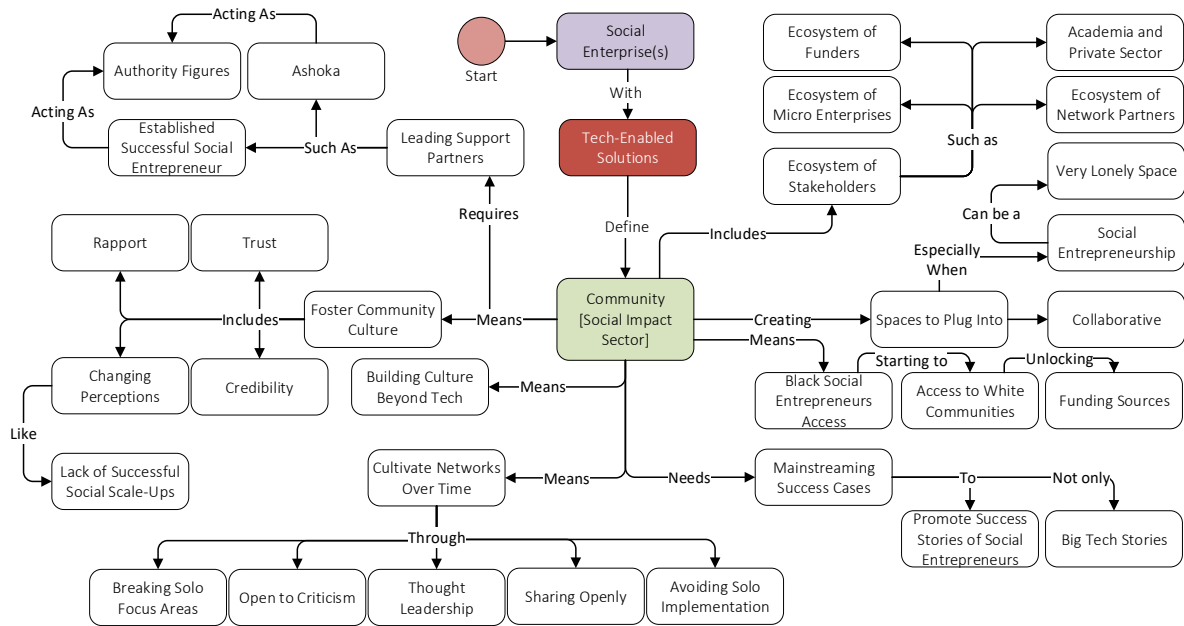 Acting As
Authority Figures
Ashoka
Acting As
Established
Successful Social
Entrepreneur
Such As
Leading Support
Partners
Requires
Start
Social
Enterprise(s)
With
Tech-Enabled
Solutions
Define
Community
[Social Impact
Sector]
Ecosystem of
Funders
Academia and
Private Sector
Ecosystem of
Micro Enterprises
Ecosystem of
Network Partners
Such as
Ecosystem of
Stakeholders
Includes
Very Lonely Space
Can be a
Social
Entrepreneurship
Especially
When
Creating
Spaces to Plug Into
Collaborative
Means
Black Social
Entrepreneurs
Access
Starting to
Access to White
Communities
Unlocking
Funding Sources
Rapport
Trust
Includes
Foster Community
Culture
Means
Changing
Perceptions
Credibility
Like
Lack of Successful
Social Scale-Ups
Building Culture
Beyond Tech
Means
Cultivate Networks
Over Time
Means
Needs
Mainstreaming
Success Cases
To
Not only
Promote Success
Stories of Social
Entrepreneurs
Big Tech Stories
Through
Breaking Solo
Focus Areas
Open to Criticism
Thought
Leadership
Sharing Openly
Avoiding Solo
Implementation